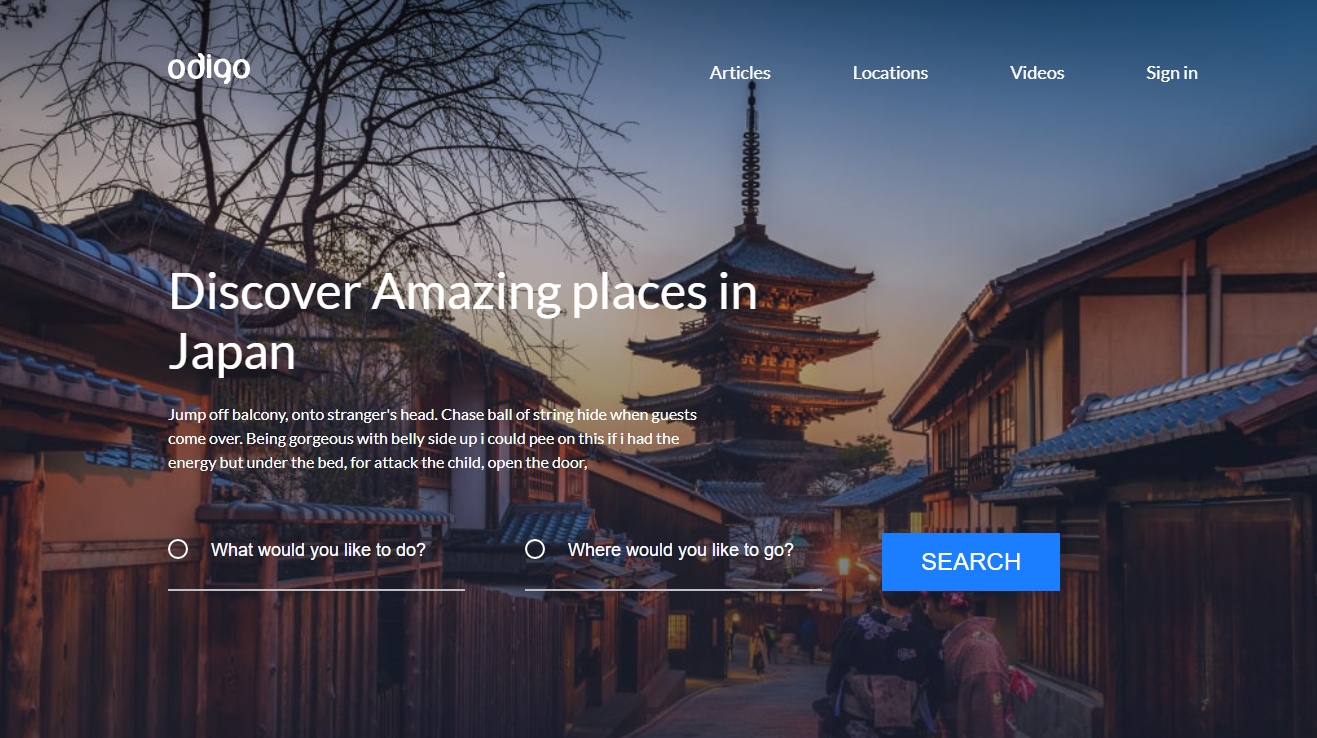 odigo
Articles
Locations
Videos
Sign in
Discover Amazing places in
Japan
Jump off balcony, onto stranger's head. Chase ball of string hide when guests
come over. Being gorgeous with belly side up i could pee on this if i had the
energy but under the bed, for attack the child, open the door,
What would you like to do?
Where would you like to go?
SEARCH